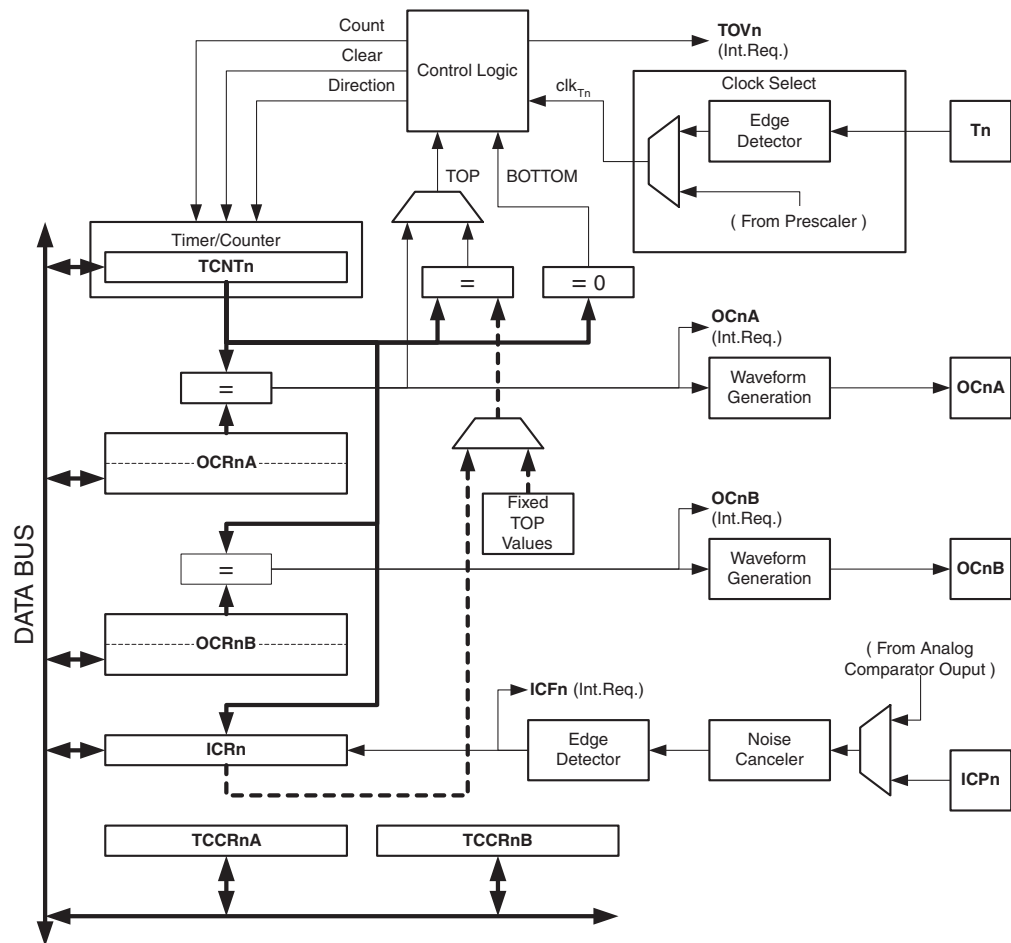 Count
Clear
Direction
Control Logic
TOVn
(Int.Req.)
clkTn
Clock Select
Edge
Detector
Tn
( From Prescaler )
TOP
BOTTOM
Timer/Counter
TCNTn
=
= 0
OCnA
(Int.Req.)
=
Waveform
Generation
OCnA
OCRnA
Fixed
TOP
Values
OCnB
(Int.Req.)
=
Waveform
Generation
OCnB
OCRnB
DATA BUS
( From Analog
Comparator Ouput )
ICFn (Int.Req.)
ICRn
Edge
Detector
Noise
Canceler
ICPn
TCCRnA
TCCRnB